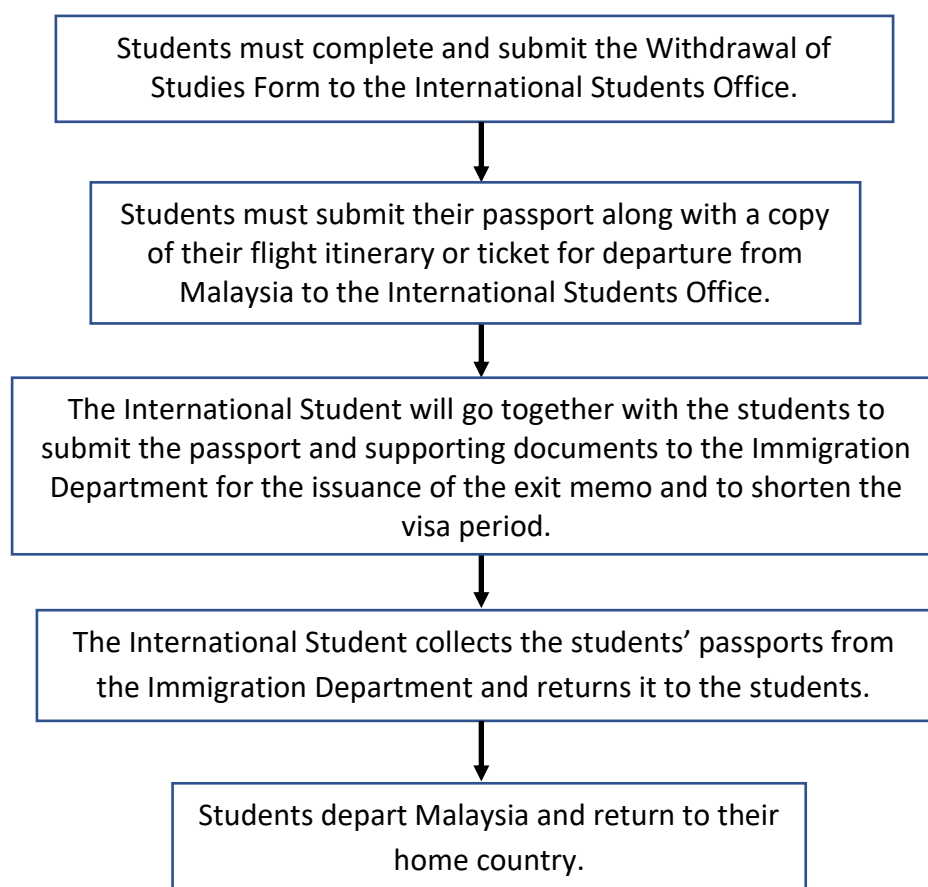 Students must complete and submit the Withdrawal of
Studies Form to the International Students Office.
Students must submit their passport along with a copy
of their flight itinerary or ticket for departure from
Malaysia to the International Students Office.
The International Student will go together with the students to
submit the passport and supporting documents to the Immigration
Department for the issuance of the exit memo and to shorten the
visa period.
The International Student collects the students’ passports from
the Immigration Department and returns it to the students.
Students depart Malaysia and return to their
home country.